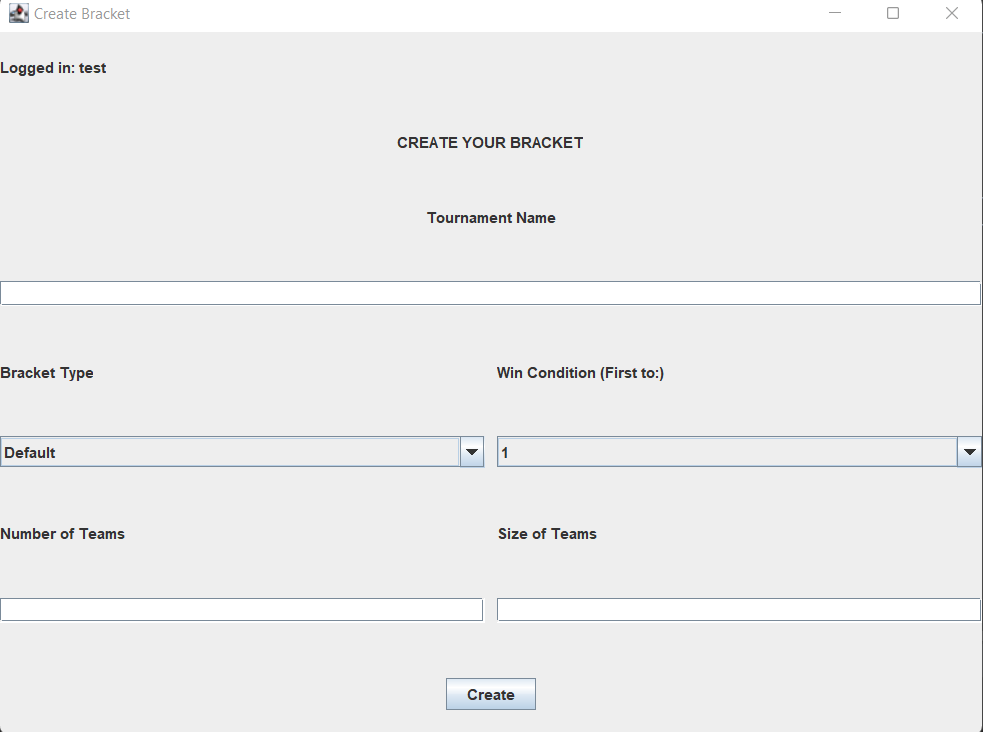 Create Bracket
Logged in: test
CREATE YOUR BRACKET
Tournament Name
Bracket Type
Win Condition (First to:)
Default
1
Number of Teams
Size of Teams
Create